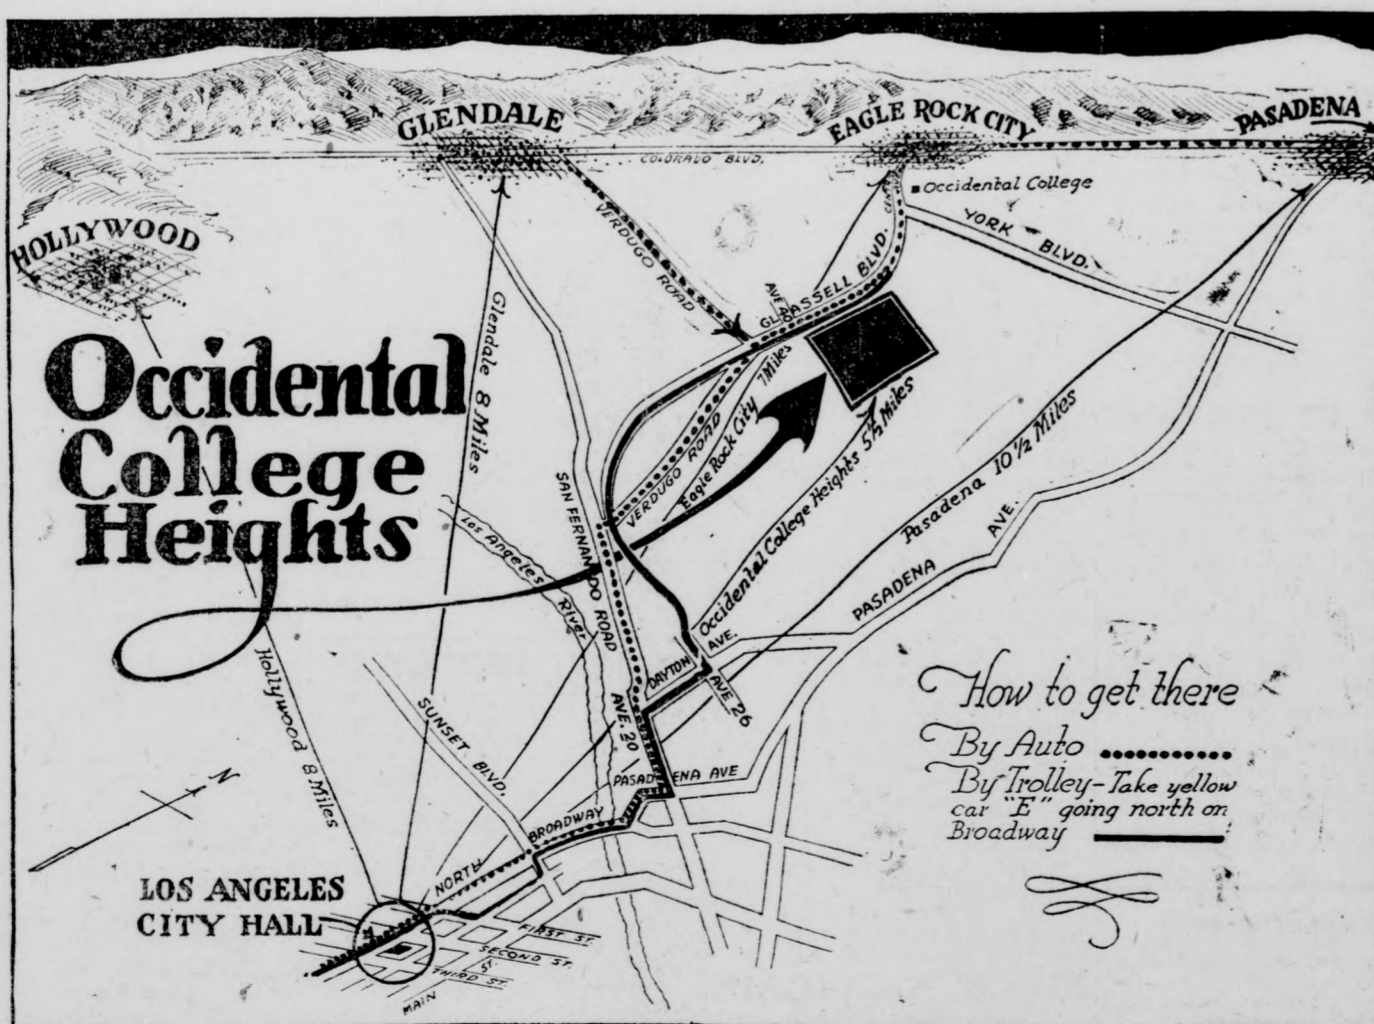 GLENDALE
EAGLE ROCK CITY
PASADENA
COLORADO BLVD.
Occidental College
HOLLYWOOD
VERDUGO ROAD
YORK BLVD.
GLASSELL BLVD.
AVE
Occidental
College
Heights
Glendale 8 Miles
VERDUGO ROAD
Eagle Rock City 7 Miles
Occidental College Heights 5½ Miles
Pasadena 10½ Miles
SAN FERNANDO ROAD
Los Angeles
River
PASADENA AVE.
Hollywood 8 Miles
DAYTON AVE.
AVE 26
SUNSET BLVD.
AVE. 20
PASADENA AVE
NORTH BROADWAY
N
How to get there
By Auto
By Trolley - Take yellow
car "E" going north on
Broadway
LOS ANGELES
CITY HALL
FIRST ST.
SECOND ST.
THIRD ST.
MAIN ST.